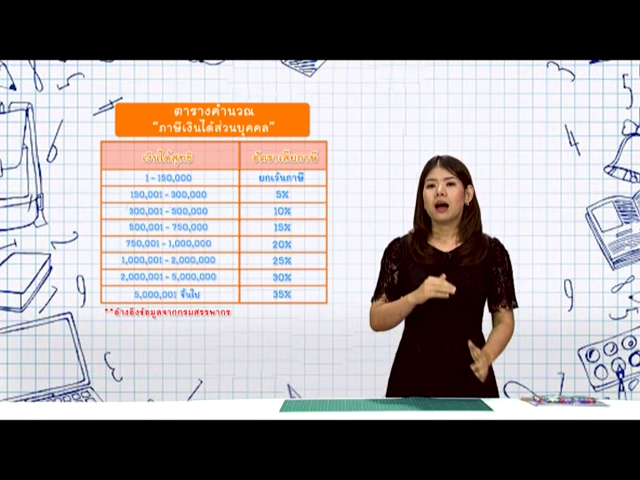 ตารางคำนวณ
"ภาษีเงินได้ส่วนบุคคล"
เงินได้สุทธิ อัตราเสียภาษี
1 - 150,000 ยกเว้นภาษี
150,001 - 300,000 5%
300,001 - 500,000 10%
500,001 - 750,000 15%
750,001 - 1,000,000 20%
1,000,001 - 2,000,000 25%
2,000,001 - 5,000,000 30%
5,000,001 ขึ้นไป 35%
**อ้างอิงข้อมูลจากกรมสรรพากร